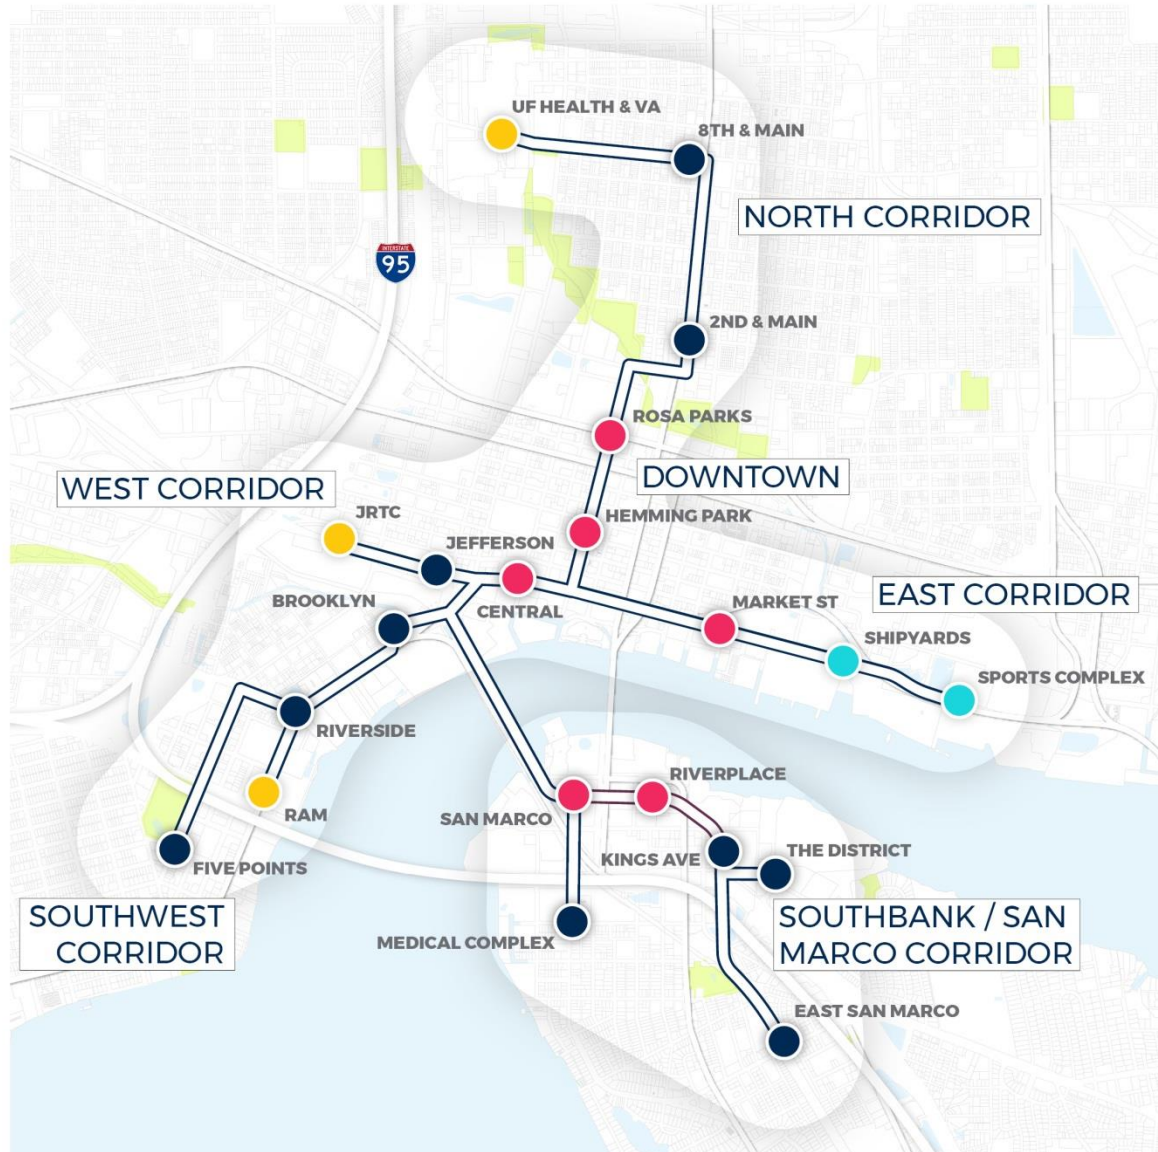 UF HEALTH & VA
8TH & MAIN
NORTH CORRIDOR
INTERSTATE
95
2ND & MAIN
ROSA PARKS
DOWNTOWN
WEST CORRIDOR
JRTC
HEMMING PARK
JEFFERSON
BROOKLYN
CENTRAL
MARKET ST
EAST CORRIDOR
SHIPYARDS
SPORTS COMPLEX
RIVERSIDE
RAM
FIVE POINTS
SOUTHWEST
CORRIDOR
RIVERPLACE
SAN MARCO
KINGS AVE
THE DISTRICT
MEDICAL COMPLEX
SOUTHBANK / SAN
MARCO CORRIDOR
EAST SAN MARCO